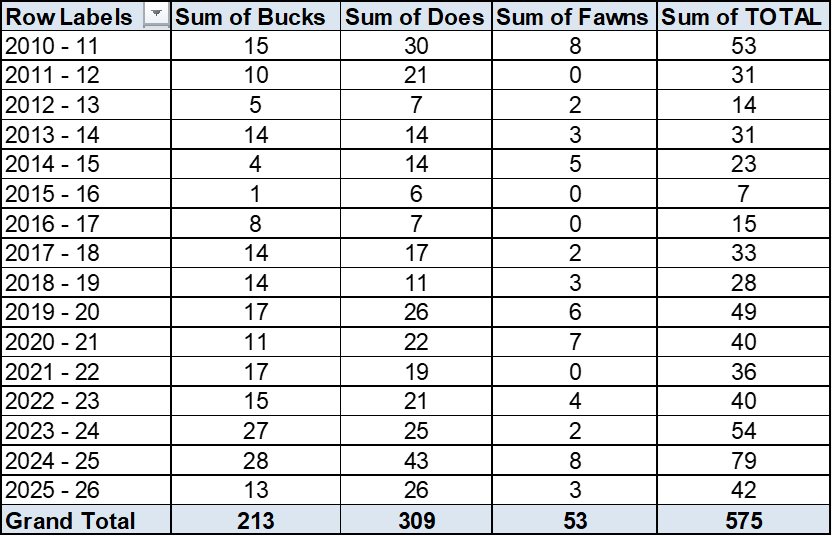 Row Labels Sum of Bucks Sum of Does Sum of Fawns Sum of TOTAL
2010 - 11 15 30 8 53
2011 - 12 10 21 0 31
2012 - 13 5 7 2 14
2013 - 14 14 14 3 31
2014 - 15 4 14 5 23
2015 - 16 1 6 0 7
2016 - 17 8 7 0 15
2017 - 18 14 17 2 33
2018 - 19 14 11 3 28
2019 - 20 17 26 6 49
2020 - 21 11 22 7 40
2021 - 22 17 19 0 36
2022 - 23 15 21 4 40
2023 - 24 27 25 2 54
2024 - 25 28 43 8 79
2025 - 26 13 26 3 42
Grand Total 213 309 53 575